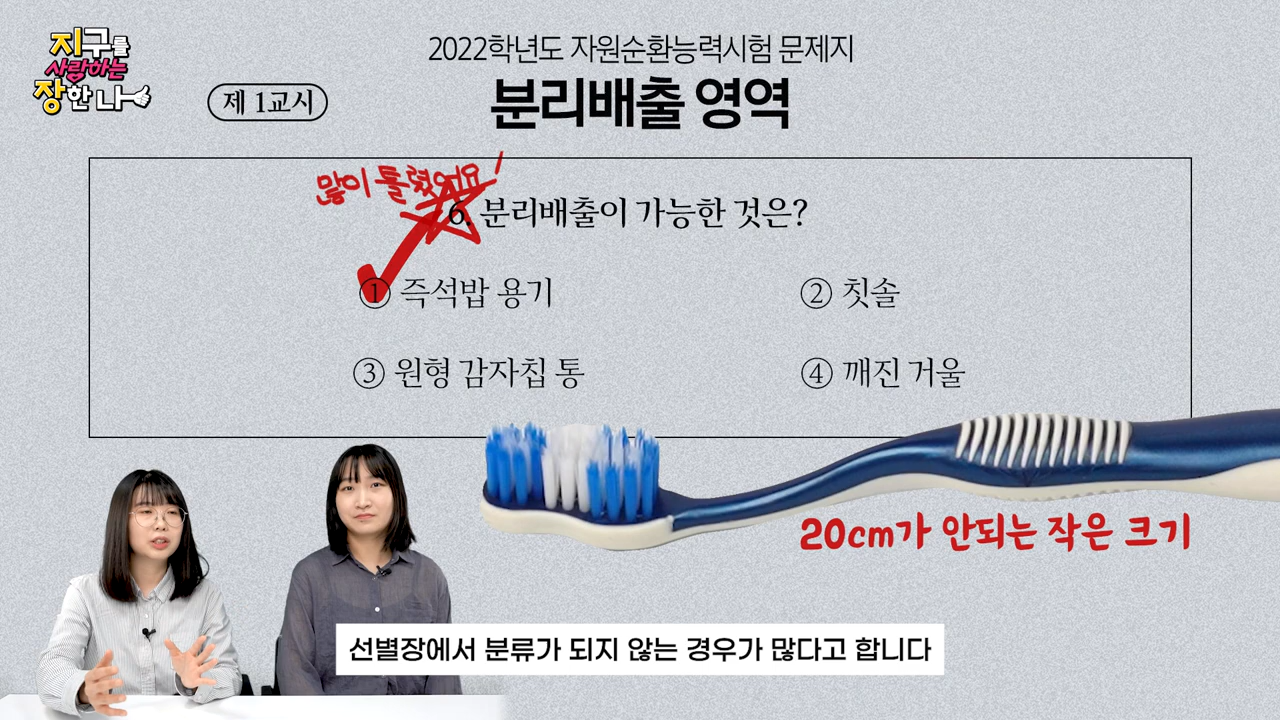 지구를
사랑하는
장한 나
2022학년도 자원순환능력시험 문제지
제 1교시
분리배출 영역
많이 틀렸어요!
6. 분리배출이 가능한 것은?
① 즉석밥 용기
② 칫솔
③ 원형 감자칩 통
④ 깨진 거울
20cm가 안되는 작은 크기
선별장에서 분류가 되지 않는 경우가 많다고 합니다